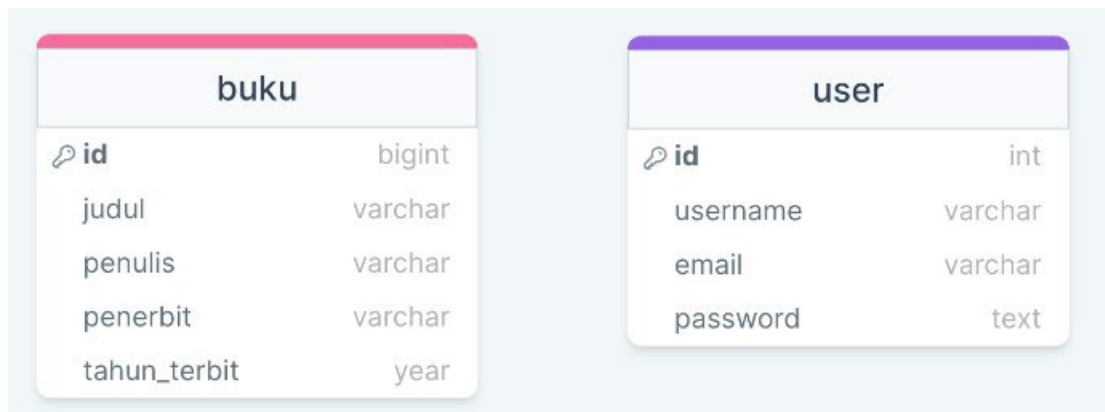 buku
id bigint
judul varchar
penulis varchar
penerbit varchar
tahun_terbit year
user
id int
username varchar
email varchar
password text